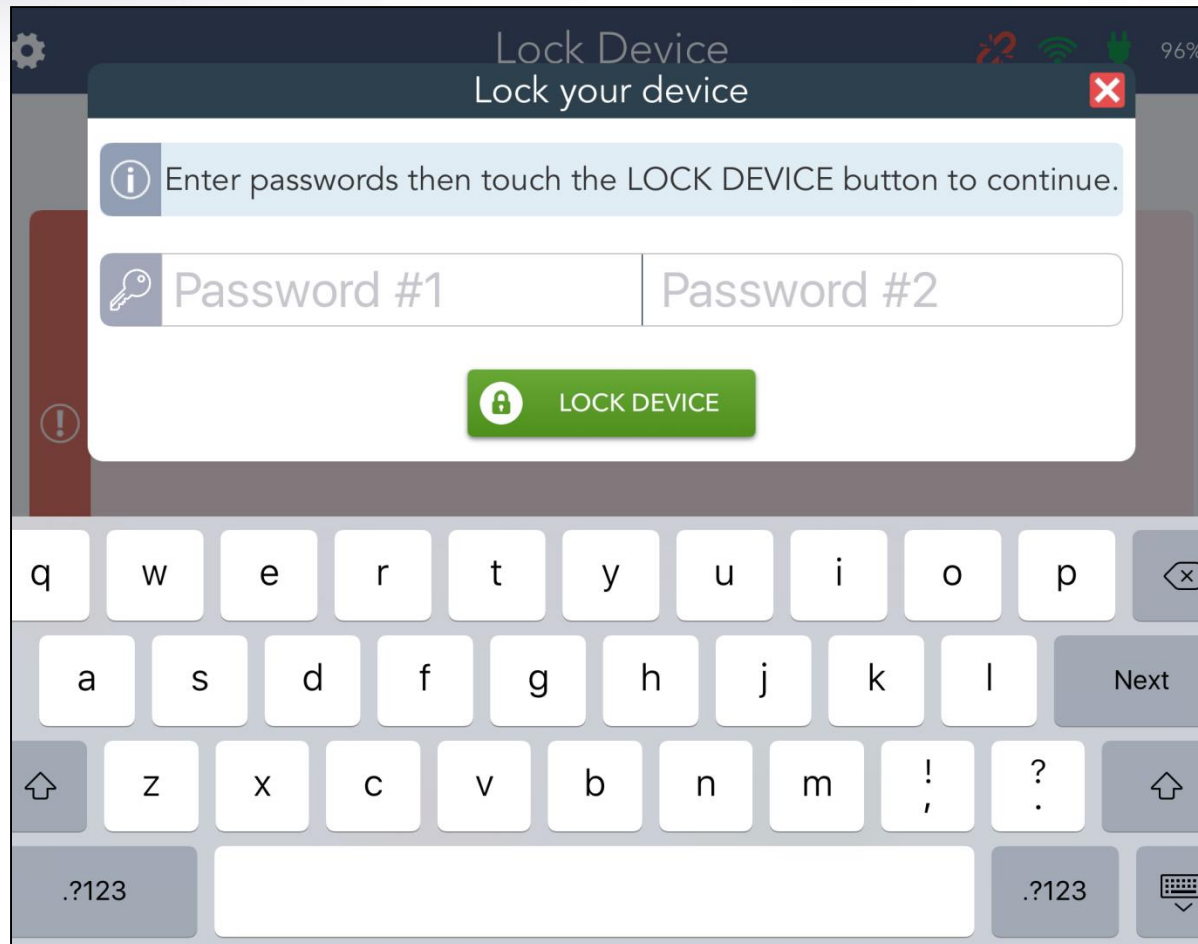 Lock Device
96%
Lock your device
Enter passwords then touch the LOCK DEVICE button to continue.
Password #1 Password #2
LOCK DEVICE
q w e r t y u i o p
a s d f g h j k l Next
z x c v b n m ! , ? .
.?123 .?123